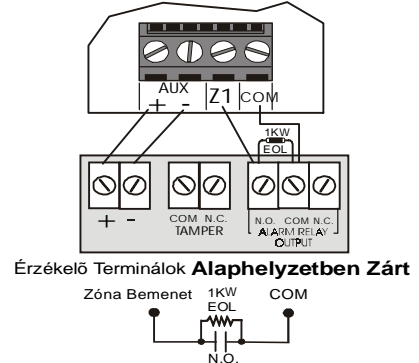 AUX Z1 COM
+ -
1KW
EOL
+ -
COM N.C.
TAMPER
N.O. COM N.C.
ALARM RELAY
OUTPUT
Érzékelő Terminálok Alaphelyzetben Zárt
Zóna Bemenet 1KW COM
EOL
N.O.